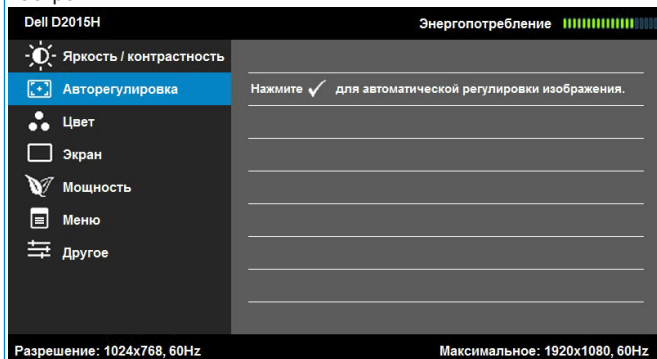 Dell D2015H
Энергопотребление
Яркость / контрастность
Авторегулировка
Нажмите ✓ для автоматической регулировки изображения.
Цвет
Экран
Мощность
Меню
Другое
Разрешение: 1024x768, 60Hz
Максимальное: 1920x1080, 60Hz